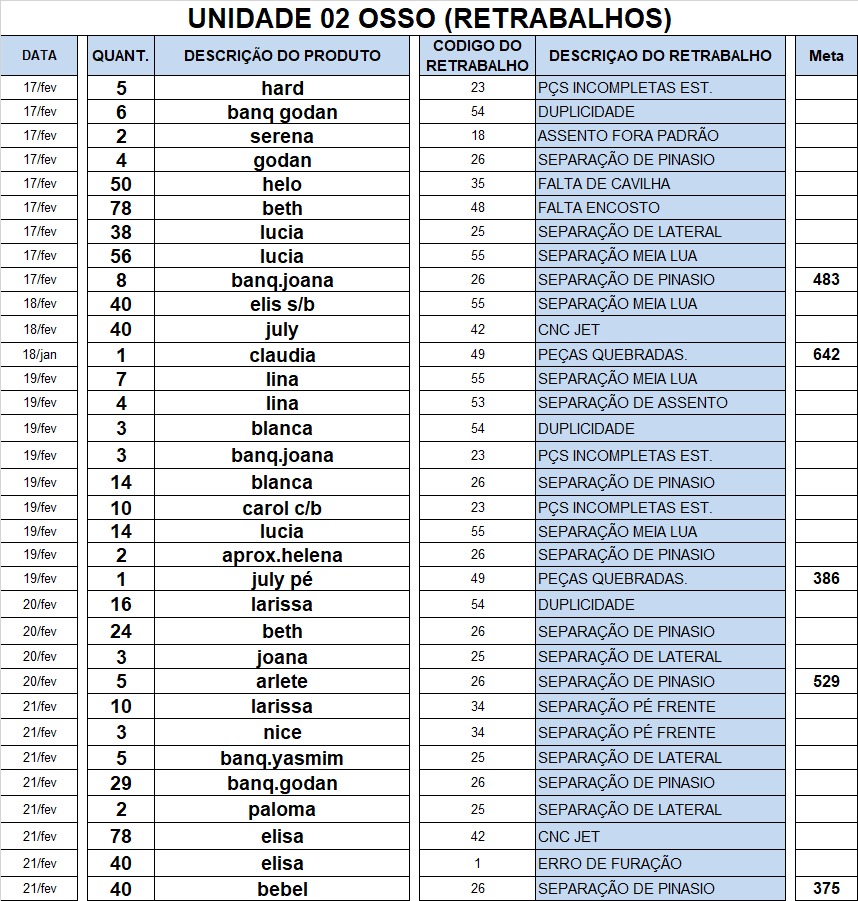 UNIDADE 02 OSSO (RETRABALHOS)
DATA QUANT. DESCRIÇÃO DO PRODUTO CODIGO DO RETRABALHO DESCRIÇAO DO RETRABALHO Meta
17/fev 5 hard 23 PÇS INCOMPLETAS EST.
17/fev 6 banq godan 54 DUPLICIDADE
17/fev 2 serena 18 ASSENTO FORA PADRÃO
17/fev 4 godan 26 SEPARAÇÃO DE PINASIO
17/fev 50 helo 35 FALTA DE CAVILHA
17/fev 78 beth 48 FALTA ENCOSTO
17/fev 38 lucia 25 SEPARAÇÃO DE LATERAL
17/fev 56 lucia 55 SEPARAÇÃO MEIA LUA
17/fev 8 banq.joana 26 SEPARAÇÃO DE PINASIO 483
18/fev 40 elis s/b 55 SEPARAÇÃO MEIA LUA
18/fev 40 july 42 CNC JET
18/jan 1 claudia 49 PEÇAS QUEBRADAS. 642
19/fev 7 lina 55 SEPARAÇÃO MEIA LUA
19/fev 4 lina 53 SEPARAÇÃO DE ASSENTO
19/fev 3 blanca 54 DUPLICIDADE
19/fev 3 banq.joana 23 PÇS INCOMPLETAS EST.
19/fev 14 blanca 26 SEPARAÇÃO DE PINASIO
19/fev 10 carol c/b 23 PÇS INCOMPLETAS EST.
19/fev 14 lucia 55 SEPARAÇÃO MEIA LUA
19/fev 2 aprox.helena 26 SEPARAÇÃO DE PINASIO
19/fev 1 july pé 49 PEÇAS QUEBRADAS. 386
20/fev 16 larissa 54 DUPLICIDADE
20/fev 24 beth 26 SEPARAÇÃO DE PINASIO
20/fev 3 joana 25 SEPARAÇÃO DE LATERAL
20/fev 5 arlete 26 SEPARAÇÃO DE PINASIO 529
21/fev 10 larissa 34 SEPARAÇÃO PÉ FRENTE
21/fev 3 nice 34 SEPARAÇÃO PÉ FRENTE
21/fev 5 banq.yasmim 25 SEPARAÇÃO DE LATERAL
21/fev 29 banq.godan 26 SEPARAÇÃO DE PINASIO
21/fev 2 paloma 25 SEPARAÇÃO DE LATERAL
21/fev 78 elisa 42 CNC JET
21/fev 40 elisa 1 ERRO DE FURAÇÃO
21/fev 40 bebel 26 SEPARAÇÃO DE PINASIO 375